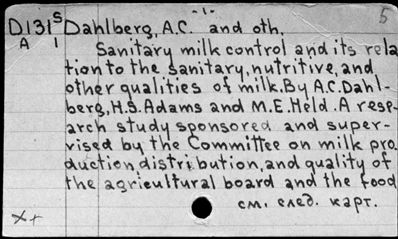 - 1 -
5
D131 S Dahlberg, A.C. and oth.
A 1
Sanitary milk control and its rela
tion to the sanitary, nutritive, and
other qualities of milk. By A.C. Dahl-
berg, H.S. Adams and M.E. Held. A rese-
arch study sponsored and super-
vised by the Committee on milk pro
duction, distribution, and quality of
the agricultural board and the food
см. след. карт.
х+